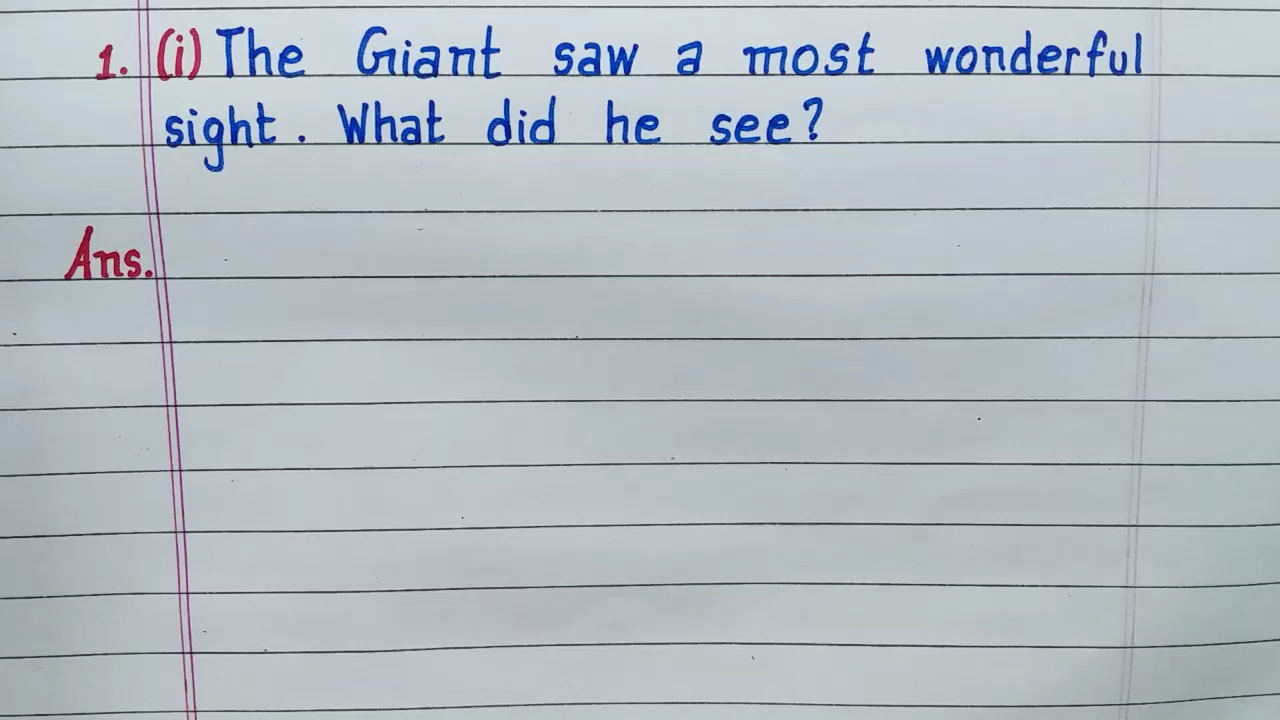 1. (i) The Giant saw a most wonderful
sight. What did he see?
Ans.